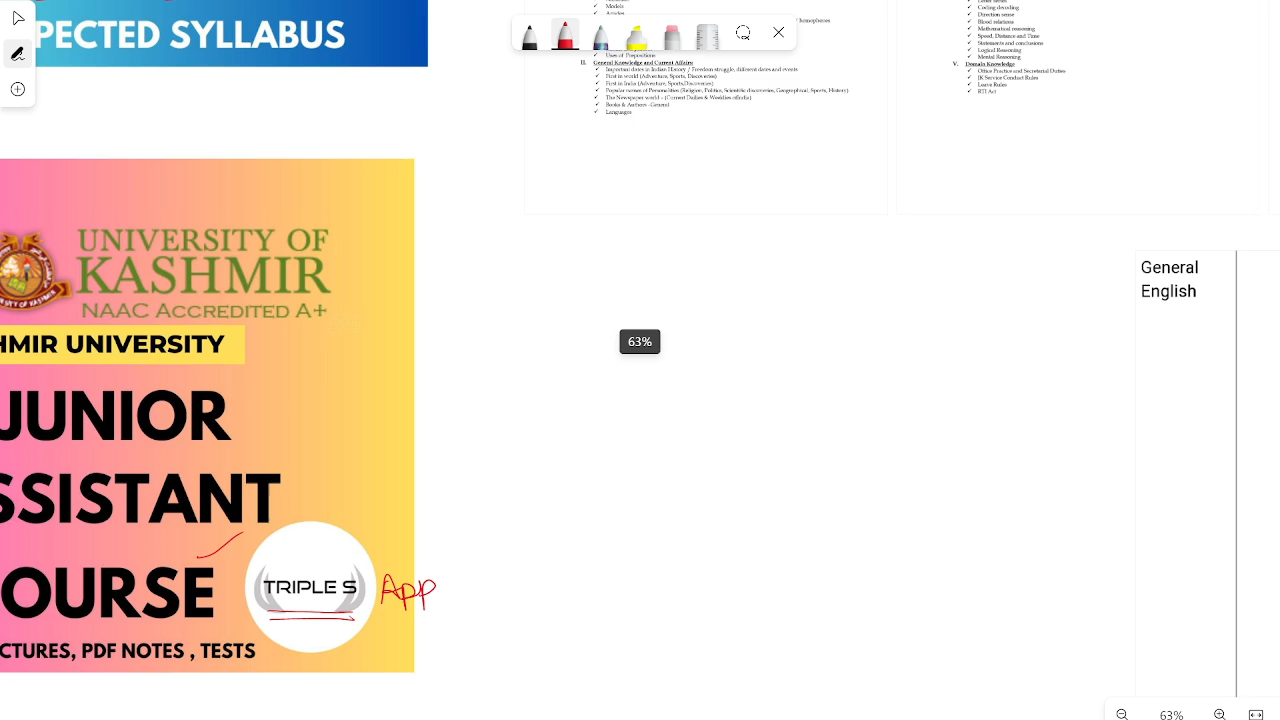 PECTED SYLLABUS
Models
Articles
homophones
Uses of Prepositions
II. General Knowledge and Current Affairs
✓ Important dates in Indian History / Freedom struggle, different dates and events
✓ First in world (Adventure, Sports, Discoveries)
✓ First in India (Adventure, Sports,Discoveries)
✓ Popular names of Personalities (Religion, Politics, Scientific discoveries, Geographical, Sports, History)
✓ The Newspaper world – (Current Dailies & Weeklies of
✓ Books & Authors -General
✓ Languages
✓ Coding decoding
✓ Direction sense
✓ Blood relations
✓ Mathematical reasoning
✓ Speed, Distance and Time
✓ Statements and conclusions
✓ Logical Reasoning
✓ Mental Reasoning
V. Domain Knowledge
✓ Office Practice and Secretarial Duties
✓ JK Service Conduct Rules
✓ Leave Rules
✓ RTI Act
UNIVERSITY OF
KASHMIR
NAAC ACCREDITED A+
HMIR UNIVERSITY
JUNIOR
SSISTANT
OURSE
TRIPLE S
App
CTURES, PDF NOTES , TESTS
63%
General
English
63%